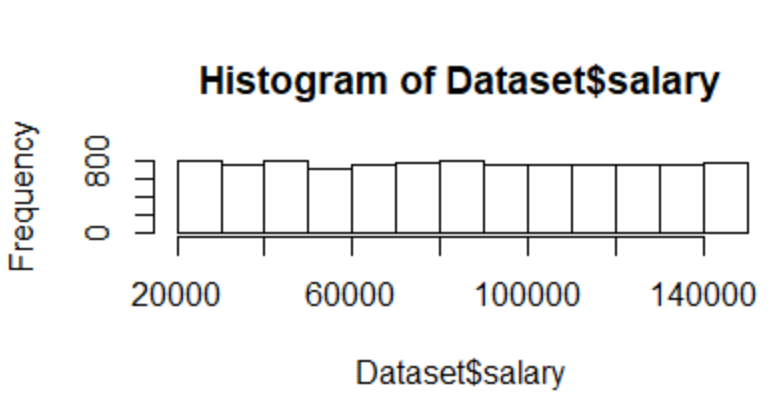 Histogram of Dataset$salary
Frequency
800
0
20000 60000 100000 140000
Dataset$salary